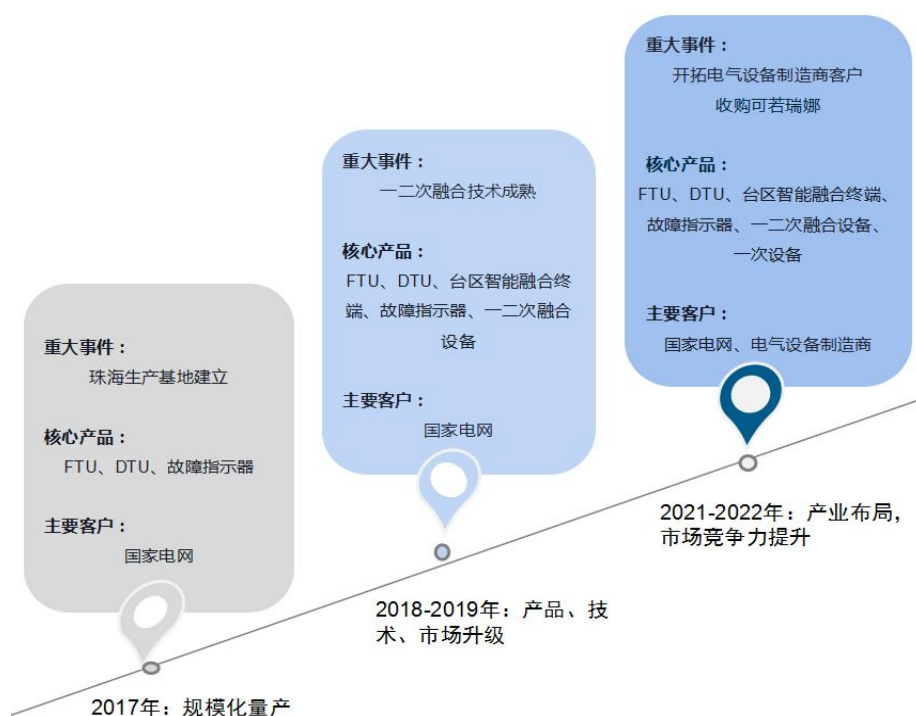 重大事件：
珠海生产基地建立
核心产品：
FTU、DTU、故障指示器
主要客户：
国家电网
2017年：规模化量产
重大事件：
一二次融合技术成熟
核心产品：
FTU、DTU、台区智能融合终
端、故障指示器、一二次融合
设备
主要客户：
国家电网
2018-2019年：产品、技
术、市场升级
重大事件：
开拓电气设备制造商客户
收购可若瑞娜
核心产品：
FTU、DTU、台区智能融合终端、
故障指示器、一二次融合设备、
一次设备
主要客户：
国家电网、电气设备制造商
2021-2022年：产业布局，
市场竞争力提升